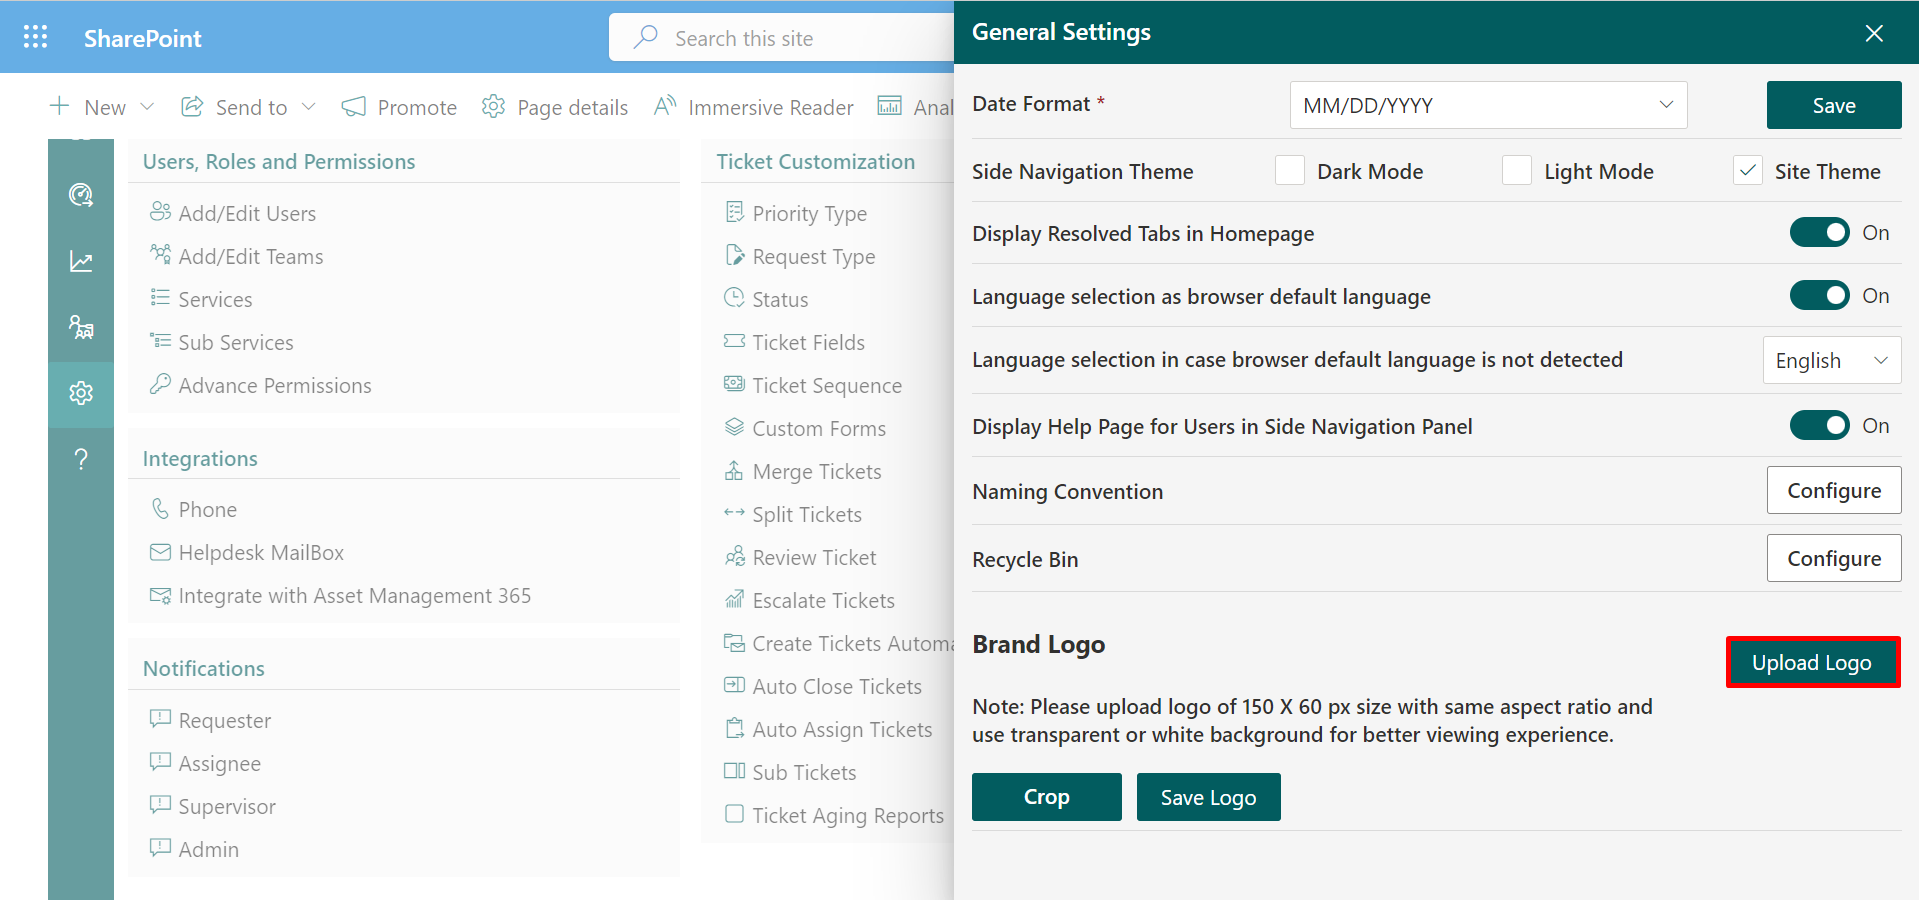 SharePoint
Search this site
New
Send to
Promote
Page details
Immersive Reader
Anal
Users, Roles and Permissions
Add/Edit Users
Add/Edit Teams
Services
Sub Services
Advance Permissions
Integrations
Phone
Helpdesk MailBox
Integrate with Asset Management 365
Notifications
Requester
Assignee
Supervisor
Admin
Ticket Customization
Priority Type
Request Type
Status
Ticket Fields
Ticket Sequence
Custom Forms
Merge Tickets
Split Tickets
Review Ticket
Escalate Tickets
Create Tickets Automa
Auto Close Tickets
Auto Assign Tickets
Sub Tickets
Ticket Aging Reports
General Settings
Date Format *
MM/DD/YYYY
Save
Side Navigation Theme
Dark Mode
Light Mode
Site Theme
Display Resolved Tabs in Homepage
On
Language selection as browser default language
On
Language selection in case browser default language is not detected
English
Display Help Page for Users in Side Navigation Panel
On
Naming Convention
Configure
Recycle Bin
Configure
Brand Logo
Upload Logo
Note: Please upload logo of 150 X 60 px size with same aspect ratio and
use transparent or white background for better viewing experience.
Crop
Save Logo